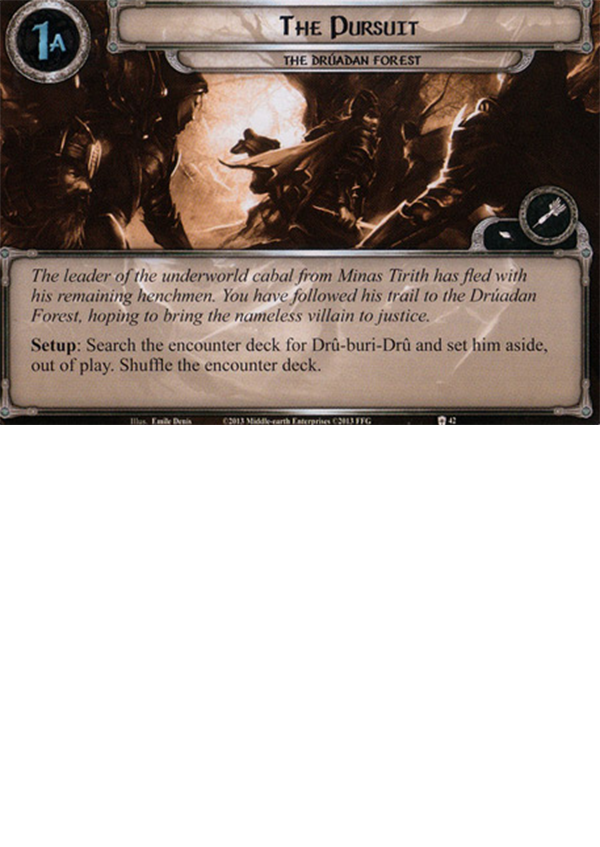 1A
THE PURSUIT
THE DRÚADAN FOREST
The leader of the underworld cabal from Minas Tirith has fled with
his remaining henchmen. You have followed his trail to the Drúadan
Forest, hoping to bring the nameless villain to justice.
Setup: Search the encounter deck for Drû-buri-Drû and set him aside,
out of play. Shuffle the encounter deck.
Illus. Emile Denis ©2013 Middle-earth Enterprises ©2013 FFG 42